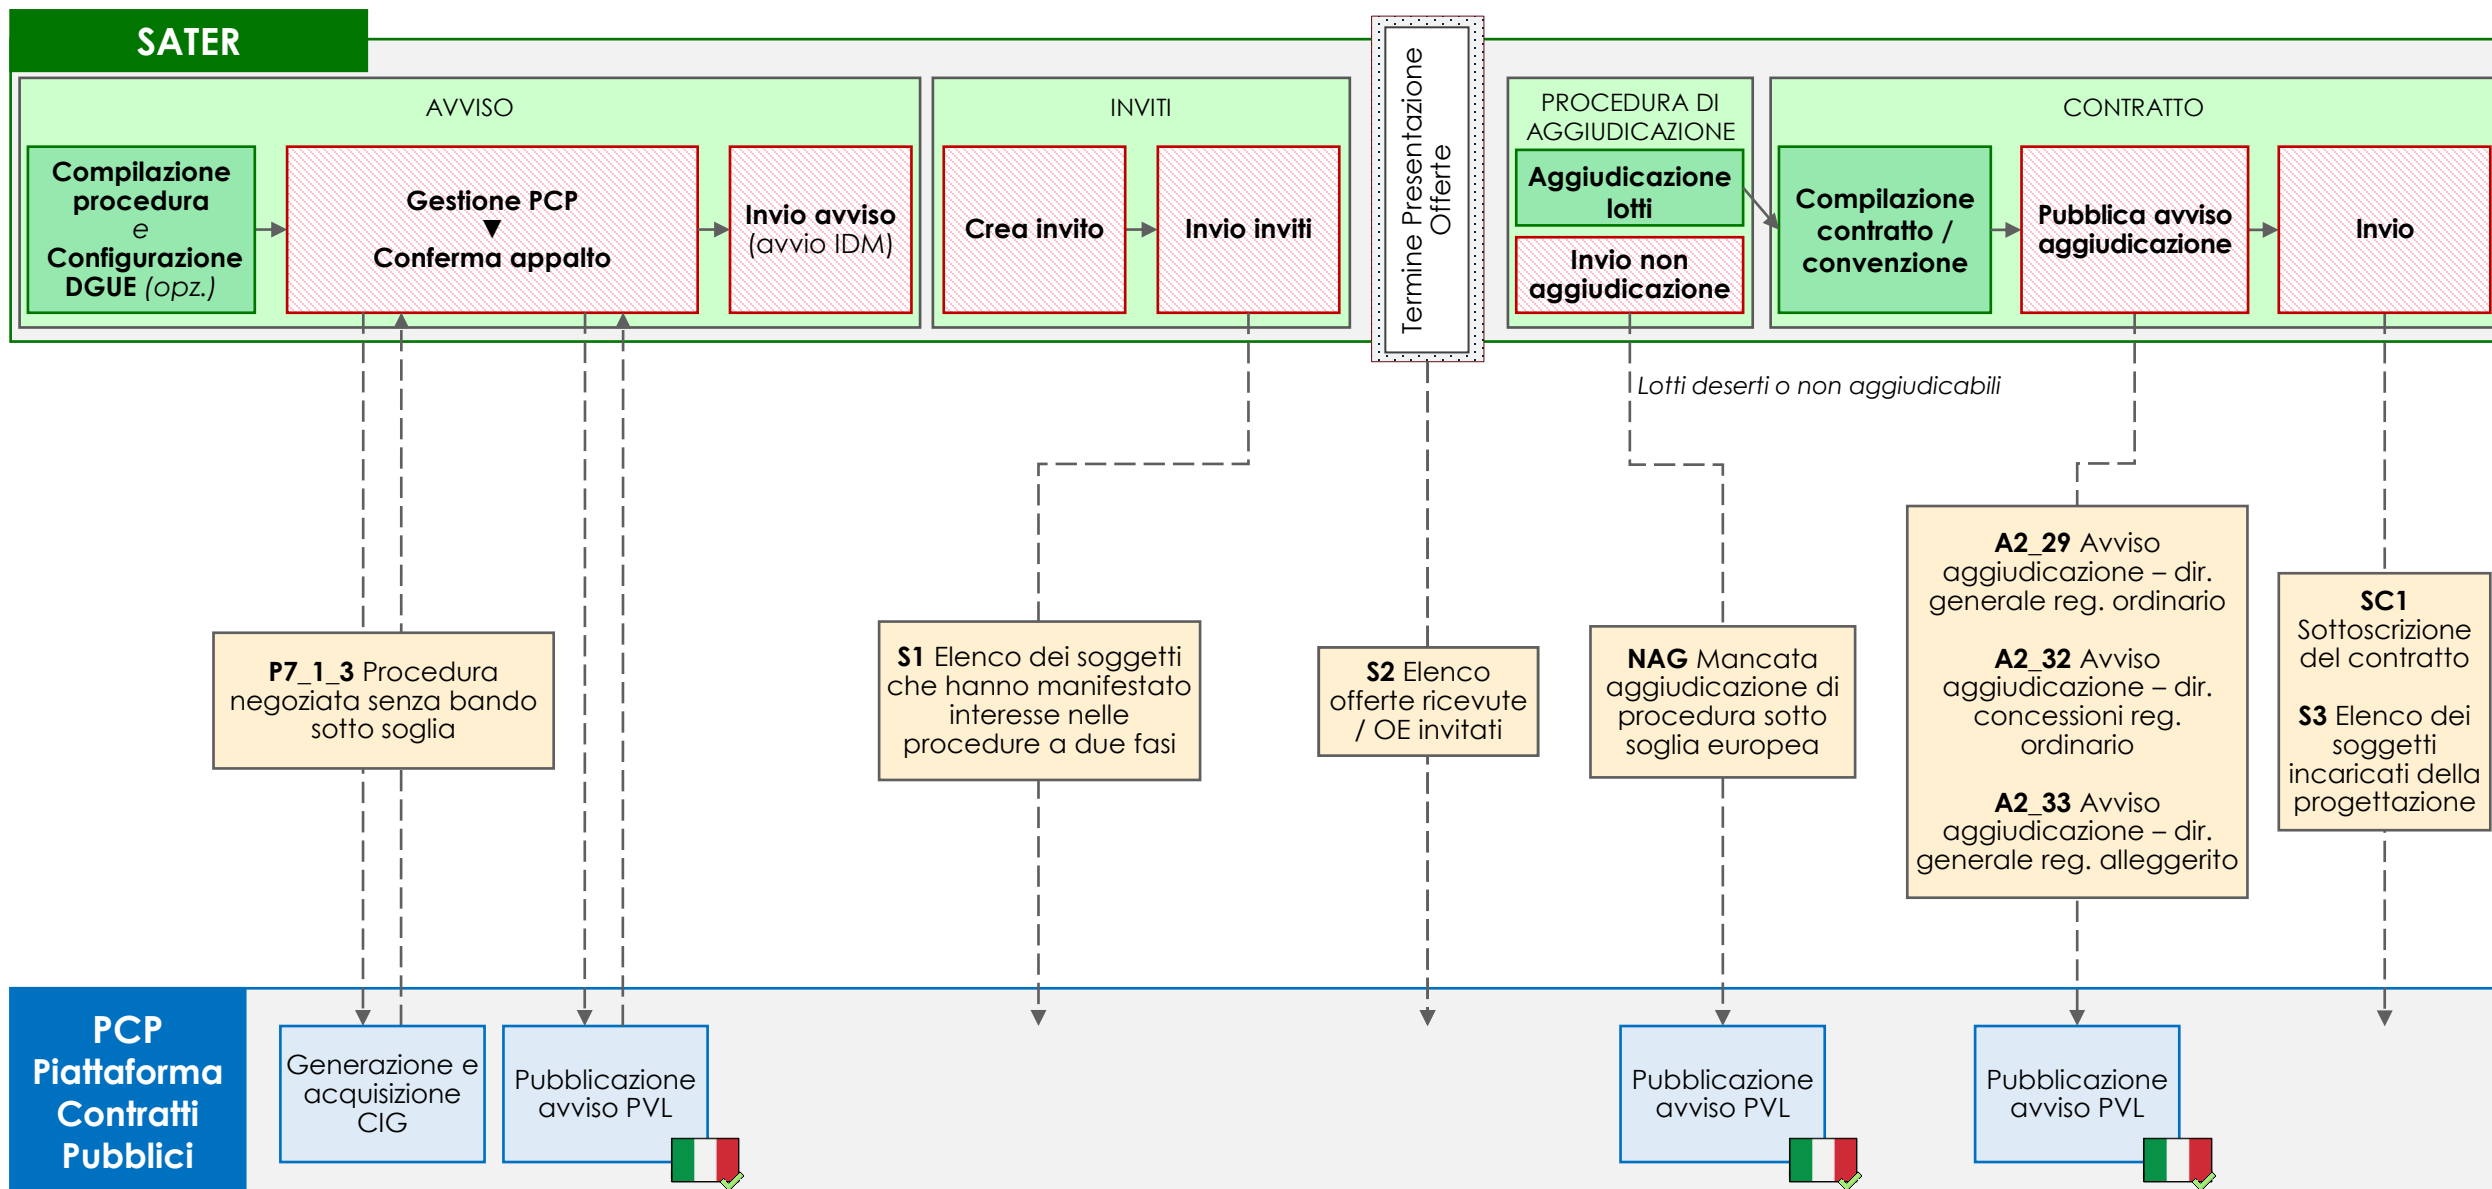 SATER
AVVISO
Compilazione
procedura
e
Configurazione
DGUE (opz.)
Gestione PCP
▼
Conferma appalto
Invio avviso
(avvio IDM)
INVITI
Crea invito
Invio inviti
Termine Presentazione
Offerte
PROCEDURA DI
AGGIUDICAZIONE
Aggiudicazione
lotti
Invio non
aggiudicazione
CONTRATTO
Compilazione
contratto /
convenzione
Pubblica avviso
aggiudicazione
Invio
Lotti deserti o non aggiudicabili
P7_1_3 Procedura
negoziata senza bando
sotto soglia
S1 Elenco dei soggetti
che hanno manifestato
interesse nelle
procedure a due fasi
S2 Elenco
offerte ricevute
/ OE invitati
NAG Mancata
aggiudicazione di
procedura sotto
soglia europea
A2_29 Avviso
aggiudicazione – dir.
generale reg. ordinario
A2_32 Avviso
aggiudicazione – dir.
concessioni reg.
ordinario
A2_33 Avviso
aggiudicazione – dir.
generale reg. alleggerito
SC1
Sottoscrizione
del contratto
S3 Elenco dei
soggetti
incaricati della
progettazione
PCP
Piattaforma
Contratti
Pubblici
Generazione e
acquisizione
CIG
Pubblicazione
avviso PVL
Pubblicazione
avviso PVL
Pubblicazione
avviso PVL